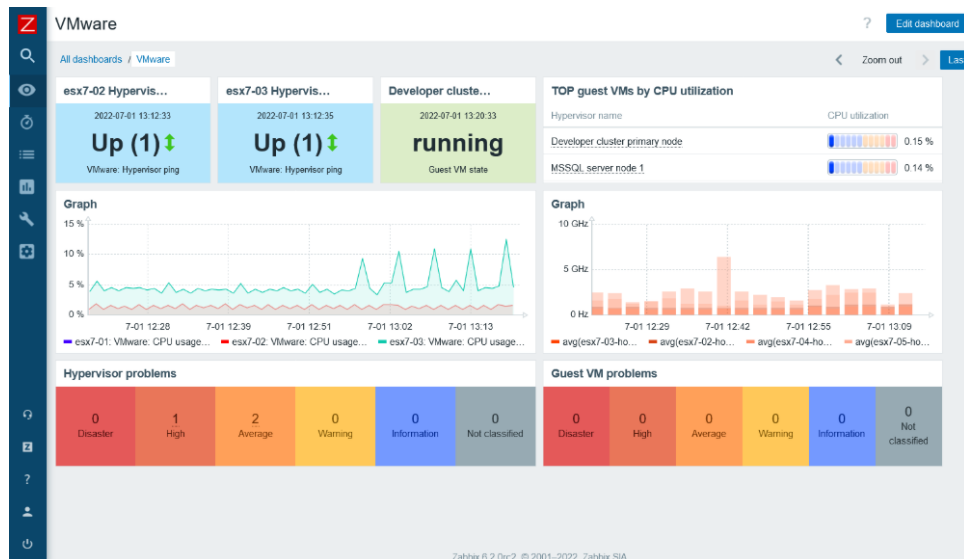 Z
VMware
?
Edit dashboard
All dashboards / VMware
Zoom out
Las
esx7-02 Hypervis...
2022-07-01 13:12:33
Up (1)
VMware: Hypervisor ping
esx7-03 Hypervis...
2022-07-01 13:12:35
Up (1)
VMware: Hypervisor ping
Developer cluste...
2022-07-01 13:20:33
running
Guest VM state
TOP guest VMs by CPU utilization
Hypervisor name CPU utilization
Developer cluster primary node 0.15 %
MSSQL server node 1 0.14 %
Graph
15 %
10 %
5 %
0 %
7-01 12:28 7-01 12:39 7-01 12:51 7-01 13:02 7-01 13:13
esx7-01: VMware: CPU usage... esx7-02: VMware: CPU usage... esx7-03: VMware: CPU usage...
Graph
10 GHz
5 GHz
0 Hz
7-01 12:29 7-01 12:42 7-01 12:55 7-01 13:09
avg(esx7-03-ho... avg(esx7-02-ho... avg(esx7-04-ho... avg(esx7-05-ho...
Hypervisor problems
0 1 2 0 0 0
Disaster High Average Warning Information Not classified
Guest VM problems
0 0 0 0 0 0
Disaster High Average Warning Information Not
classified
Z
?
Zabbix 6.2.0rc2. © 2001–2022, Zabbix SIA